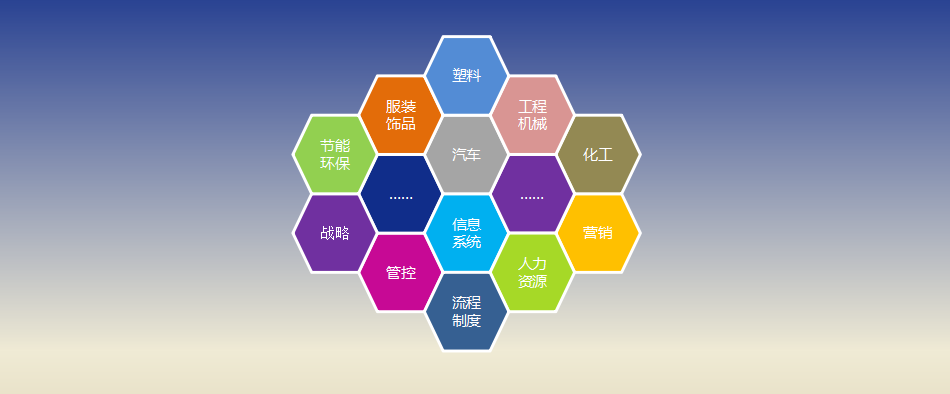 塑料
服装
饰品
工程
机械
节能
环保
汽车
化工
......
......
战略
信息
系统
营销
管控
人力
资源
流程
制度